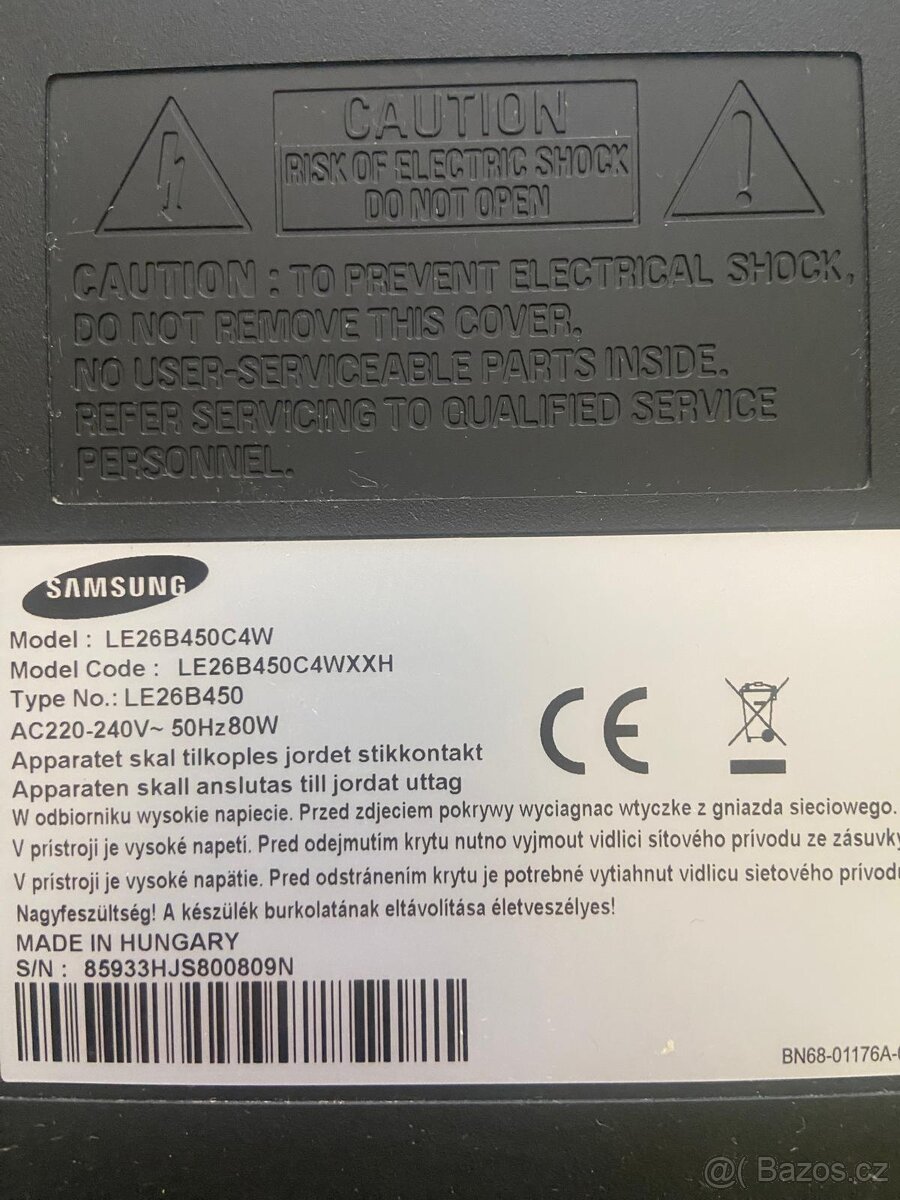 CAUTION
RISK OF ELECTRIC SHOCK
DO NOT OPEN
CAUTION : TO PREVENT ELECTRICAL SHOCK,
DO NOT REMOVE THIS COVER.
NO USER-SERVICEABLE PARTS INSIDE.
REFER SERVICING TO QUALIFIED SERVICE
PERSONNEL.
SAMSUNG
Model : LE26B450C4W
Model Code : LE26B450C4WXXH
Type No.: LE26B450
AC220-240V~ 50Hz 80W
Apparatet skal tilkoples jordet stikkontakt
Apparaten skall anslutas till jordat uttag
W odbiorniku wysokie napiecie. Przed zdjeciem pokrywy wyciagnac wtyczke z gniazda sieciowego.
V prístroji je vysoké napetí. Pred odejmutím krytu nutno vyjmout vidlici sítového prívodu ze zásuvky
V prístroji je vysoké napätie. Pred odstránením krytu je potrebné vytiahnut vidlicu sietového prívodu
Nagyfeszültség! A készülék burkolatának eltávolítása életveszélyes!
MADE IN HUNGARY
S/N : 85933HJS800809N
CE
BN68-01176A-
@( Bazos.cz